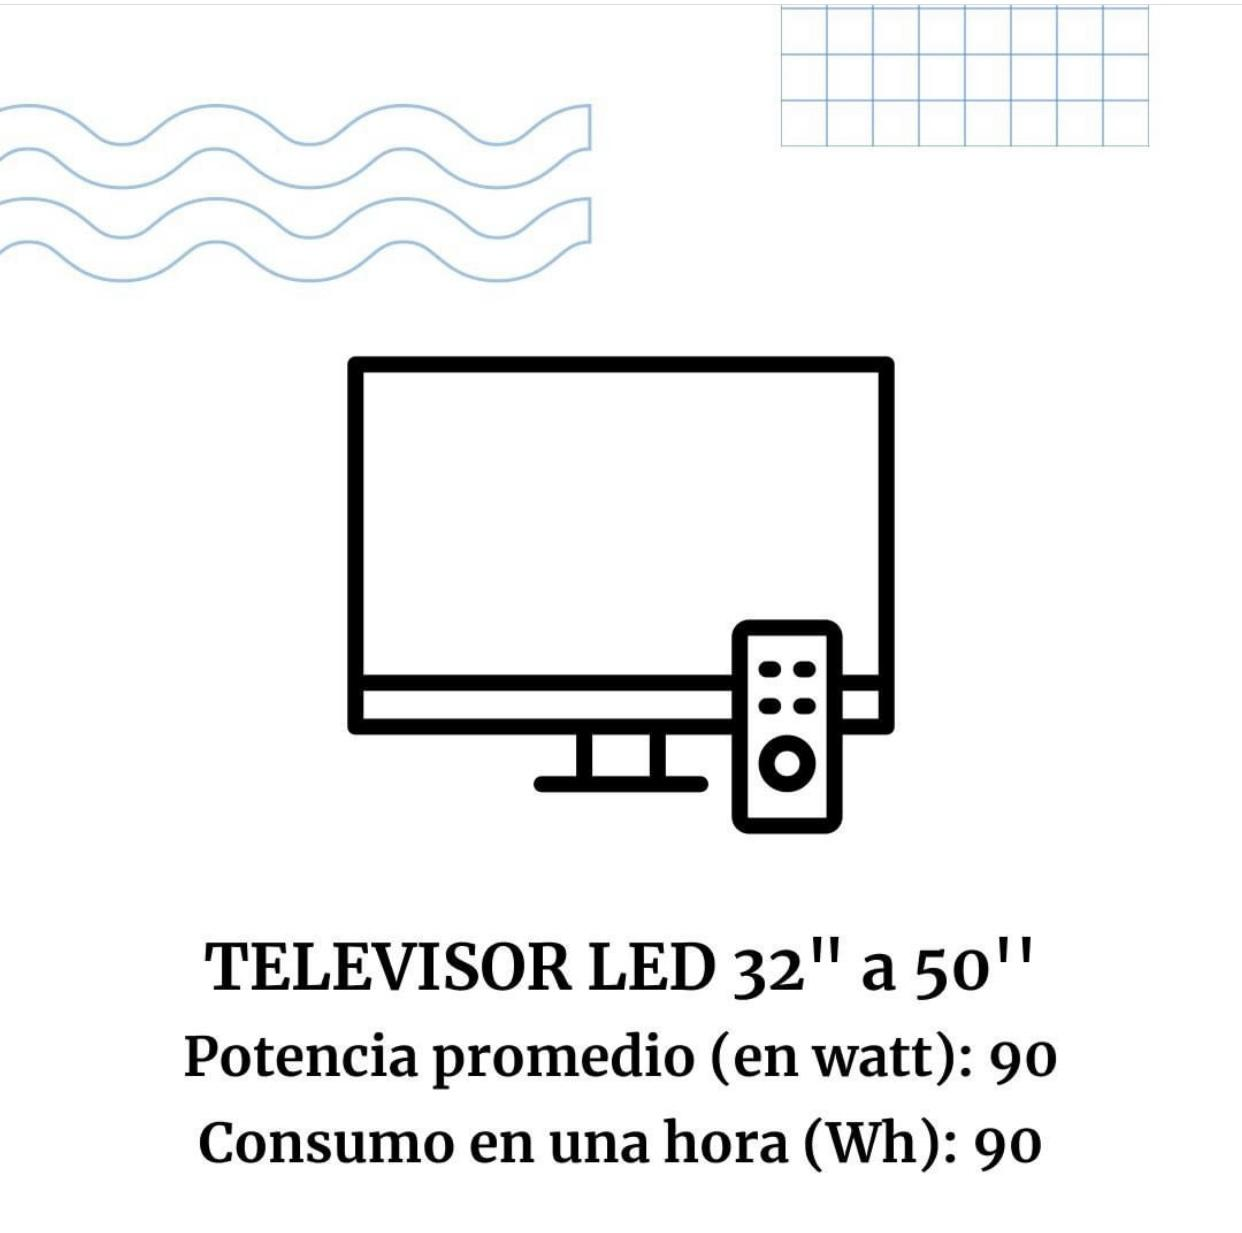 TELEVISOR LED 32" a 50''
Potencia promedio (en watt): 90
Consumo en una hora (Wh): 90